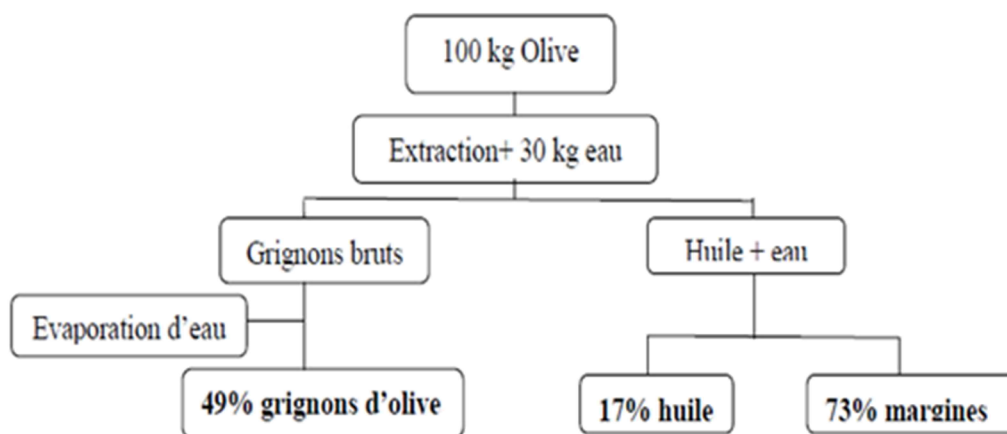 100 kg Olive
Extraction+ 30 kg eau
Grignons bruts
Huile + eau
Evaporation d’eau
49% grignons d’olive
17% huile
73% margines